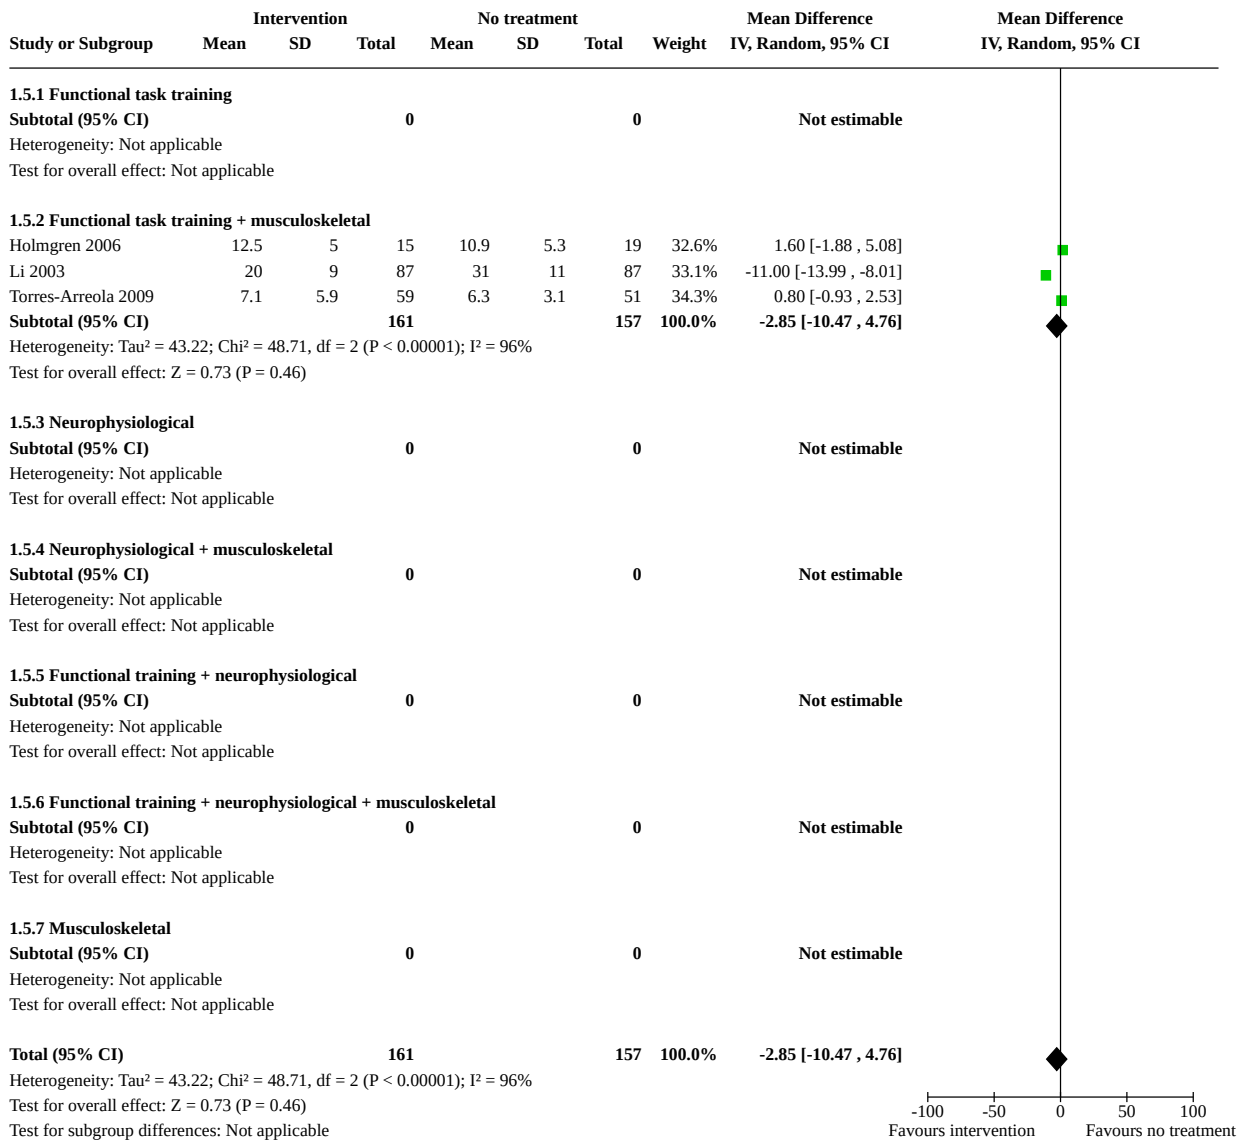 Intervention No treatment Mean Difference Mean Difference
Study or Subgroup Mean SD Total Mean SD Total Weight IV, Random, 95% CI IV, Random, 95% CI
1.5.1 Functional task training
Subtotal (95% CI) 0 0 Not estimable
Heterogeneity: Not applicable
Test for overall effect: Not applicable
1.5.2 Functional task training + musculoskeletal
Holmgren 2006 12.5 5 15 10.9 5.3 19 32.6% 1.60 [-1.88 , 5.08]
Li 2003 20 9 87 31 11 87 33.1% -11.00 [-13.99 , -8.01]
Torres-Arreola 2009 7.1 5.9 59 6.3 3.1 51 34.3% 0.80 [-0.93 , 2.53]
Subtotal (95% CI) 161 157 100.0% -2.85 [-10.47 , 4.76]
Heterogeneity: Tau² = 43.22; Chi² = 48.71, df = 2 (P < 0.00001); I² = 96%
Test for overall effect: Z = 0.73 (P = 0.46)
1.5.3 Neurophysiological
Subtotal (95% CI) 0 0 Not estimable
Heterogeneity: Not applicable
Test for overall effect: Not applicable
1.5.4 Neurophysiological + musculoskeletal
Subtotal (95% CI) 0 0 Not estimable
Heterogeneity: Not applicable
Test for overall effect: Not applicable
1.5.5 Functional training + neurophysiological
Subtotal (95% CI) 0 0 Not estimable
Heterogeneity: Not applicable
Test for overall effect: Not applicable
1.5.6 Functional training + neurophysiological + musculoskeletal
Subtotal (95% CI) 0 0 Not estimable
Heterogeneity: Not applicable
Test for overall effect: Not applicable
1.5.7 Musculoskeletal
Subtotal (95% CI) 0 0 Not estimable
Heterogeneity: Not applicable
Test for overall effect: Not applicable
Total (95% CI) 161 157 100.0% -2.85 [-10.47 , 4.76]
Heterogeneity: Tau² = 43.22; Chi² = 48.71, df = 2 (P < 0.00001); I² = 96%
Test for overall effect: Z = 0.73 (P = 0.46) -100 -50 0 50 100
Test for subgroup differences: Not applicable Favours intervention Favours no treatment